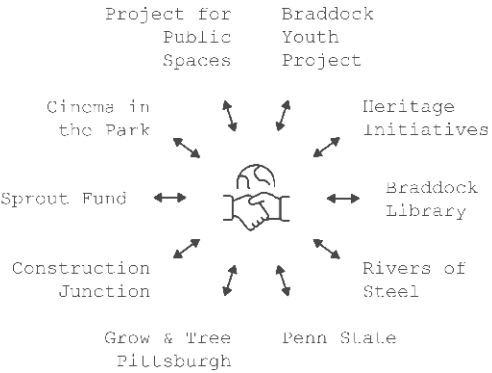 Project for
Public
Spaces
Braddock
Youth
Project
Cinema in
the Park
Heritage
Initiatives
Sprout Fund
Braddock
Library
Construction
Junction
Rivers of
Steel
Grow & Tree
Pittsburgh
Penn State